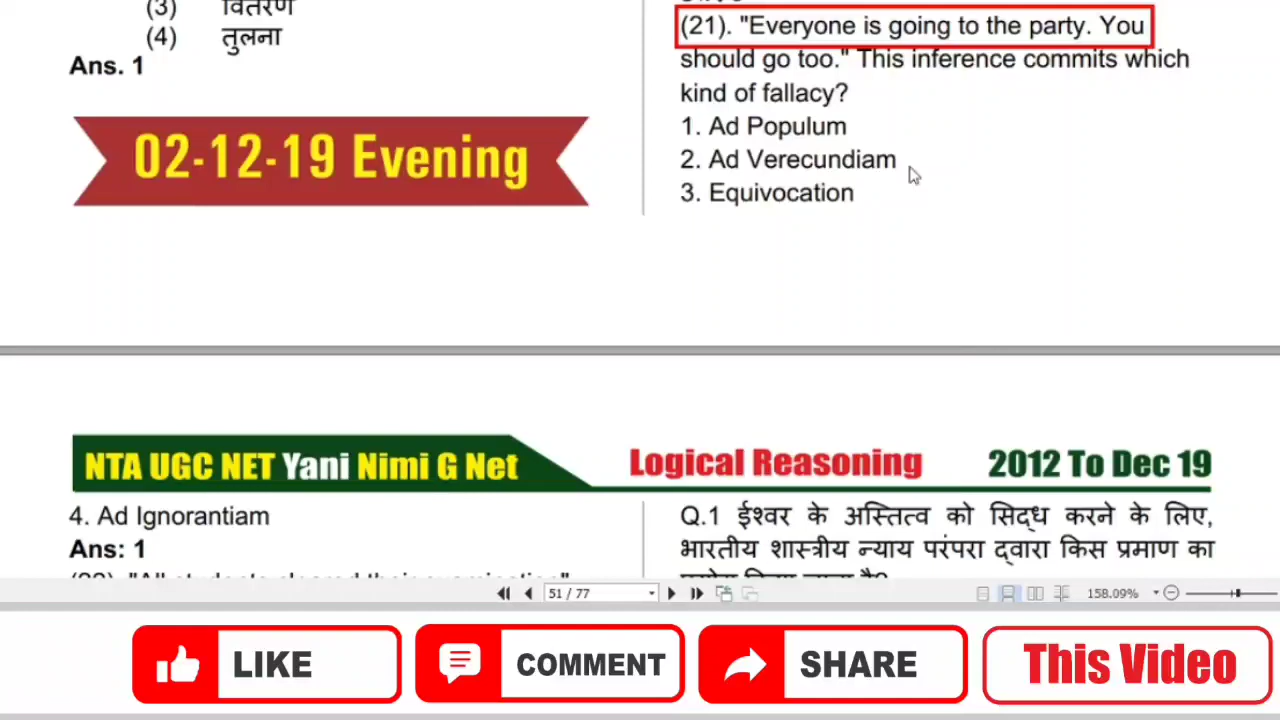 (3) वितरण
(4) तुलना
Ans. 1
02-12-19 Evening
(21). "Everyone is going to the party. You
should go too." This inference commits which
kind of fallacy?
1. Ad Populum
2. Ad Verecundiam
3. Equivocation
NTA UGC NET Yani Nimi G Net
Logical Reasoning
2012 To Dec 19
4. Ad Ignorantiam
Ans: 1
Q.1 ईश्वर के अस्तित्व को सिद्ध करने के लिए,
भारतीय शास्त्रीय न्याय परंपरा द्वारा किस प्रमाण का
51 / 77
158.09%
LIKE
COMMENT
SHARE
This Video